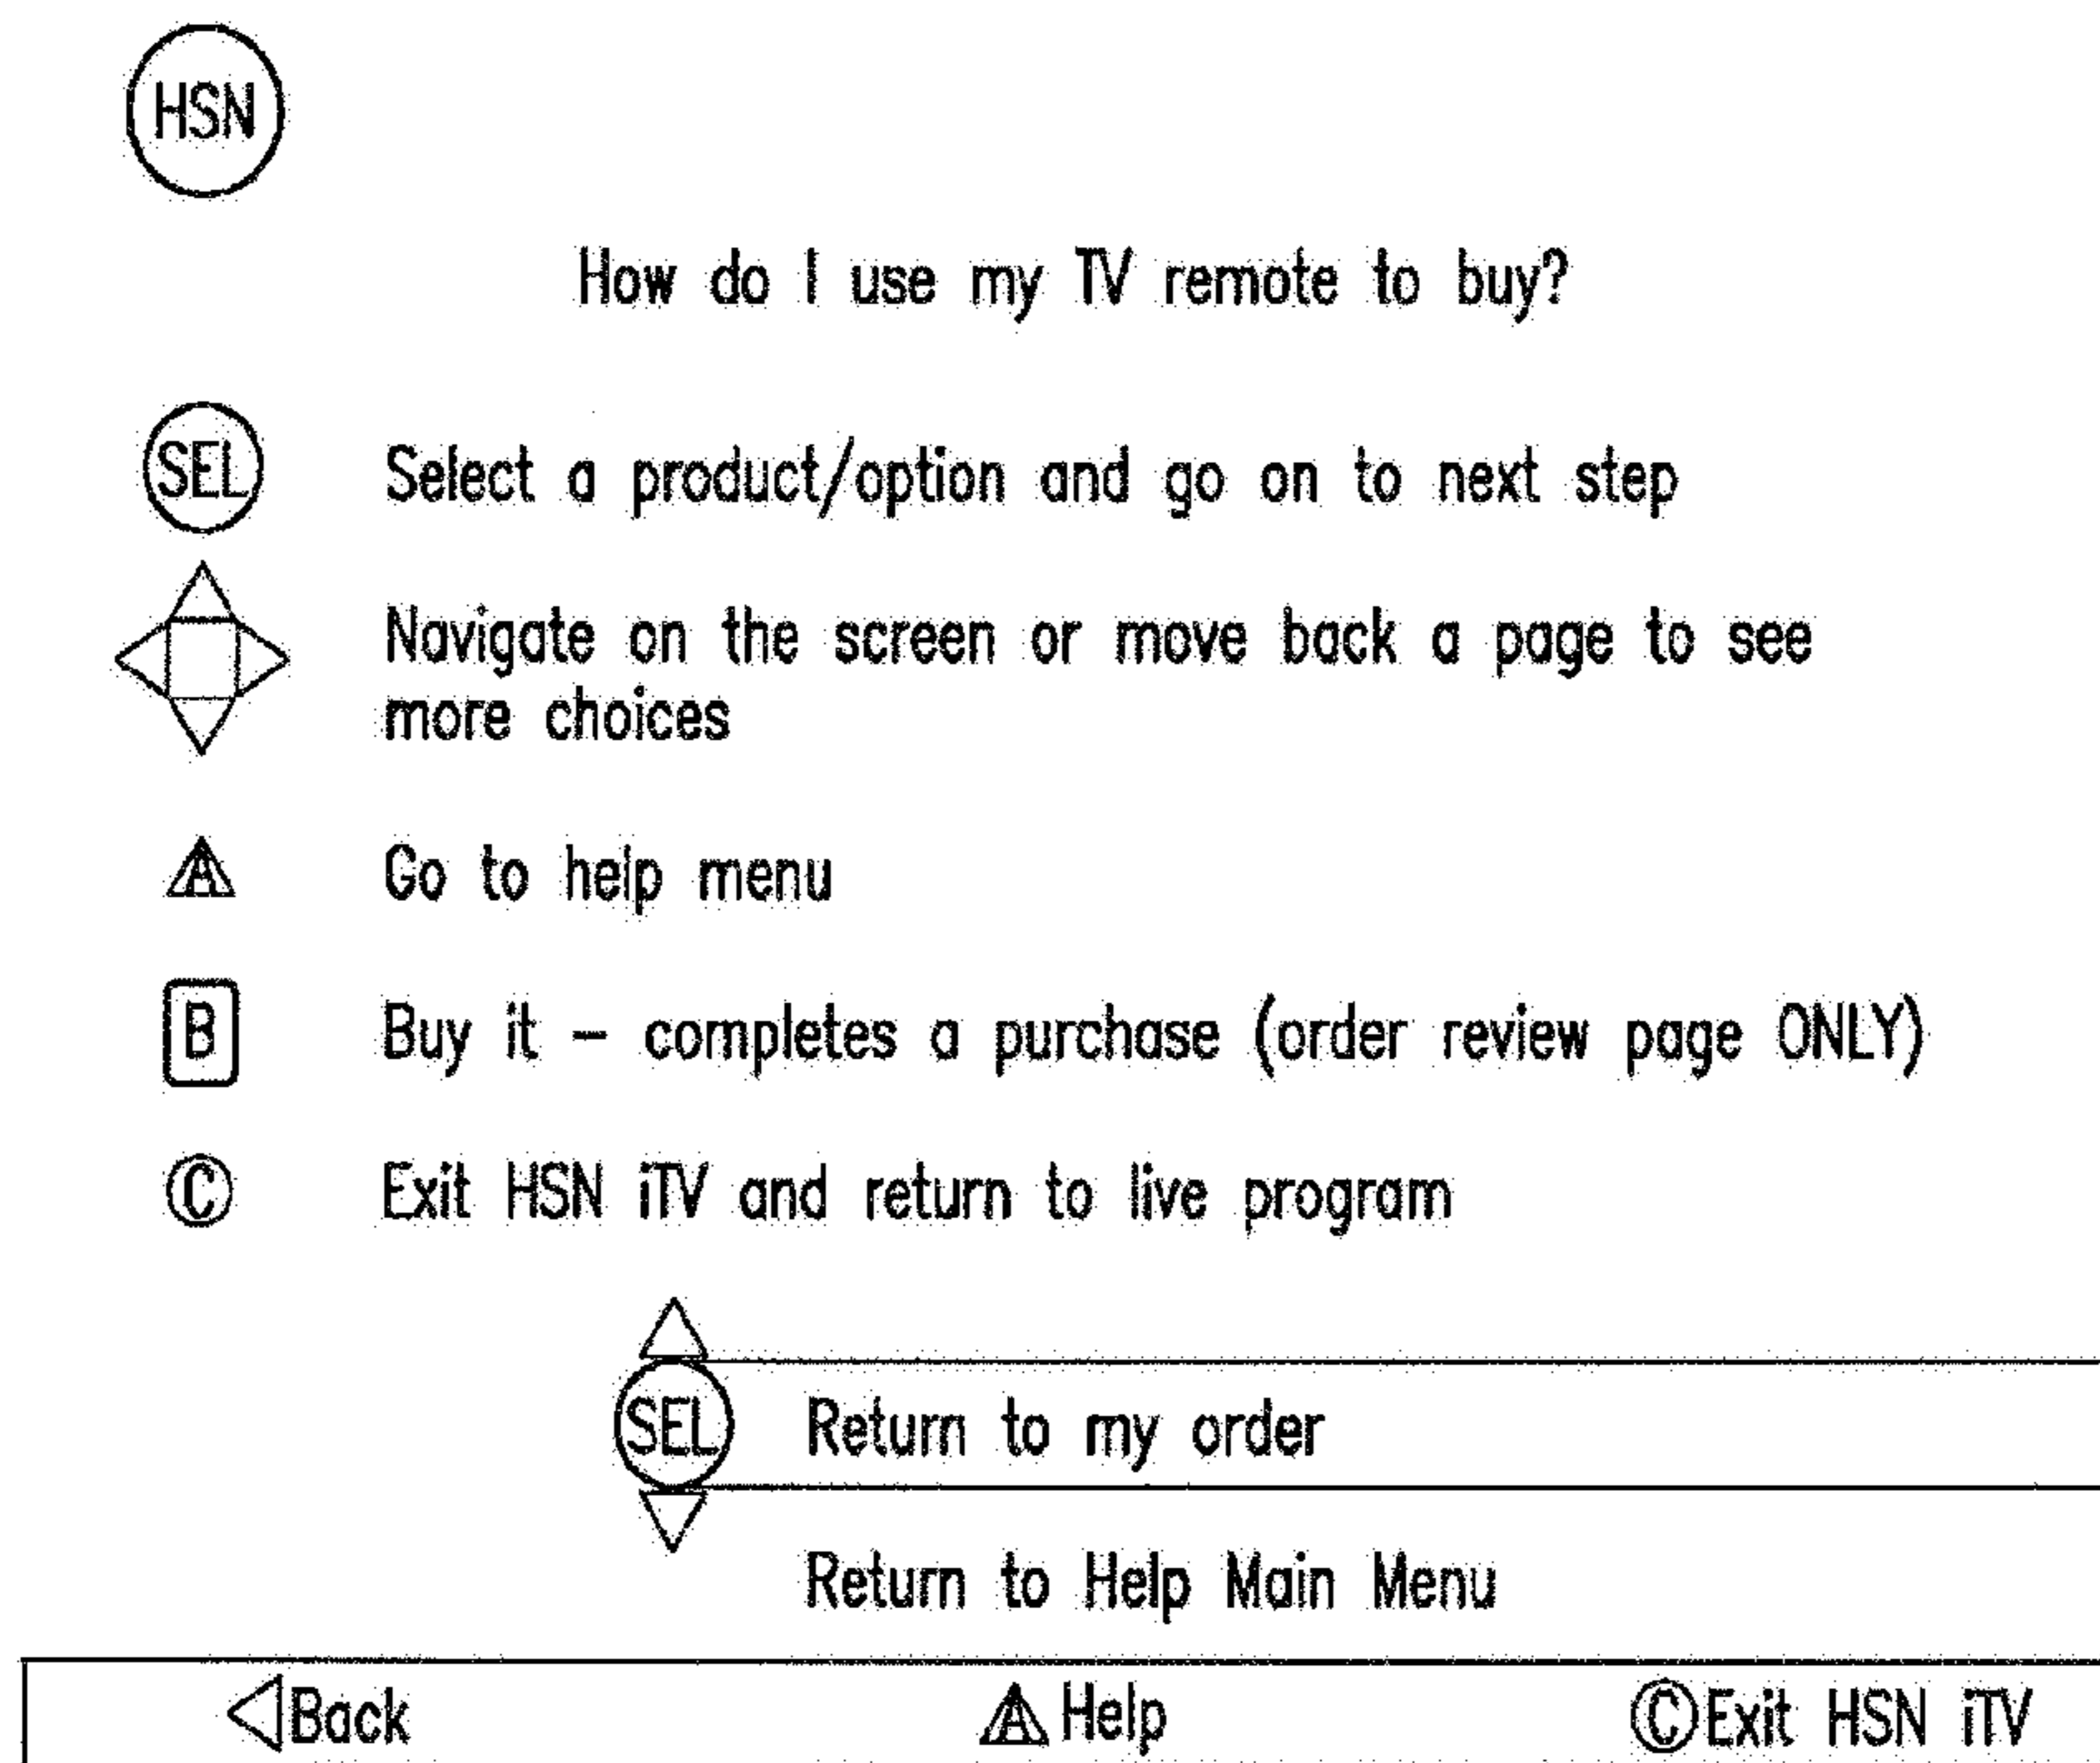 HSN
How do I use my TV remote to buy?
SEL Select a product/option and go on to next step
Navigate on the screen or move back a page to see
more choices
A Go to help menu
B Buy it – completes a purchase (order review page ONLY)
C Exit HSN iTV and return to live program
SEL Return to my order
Return to Help Main Menu
Back A Help C Exit HSN iTV